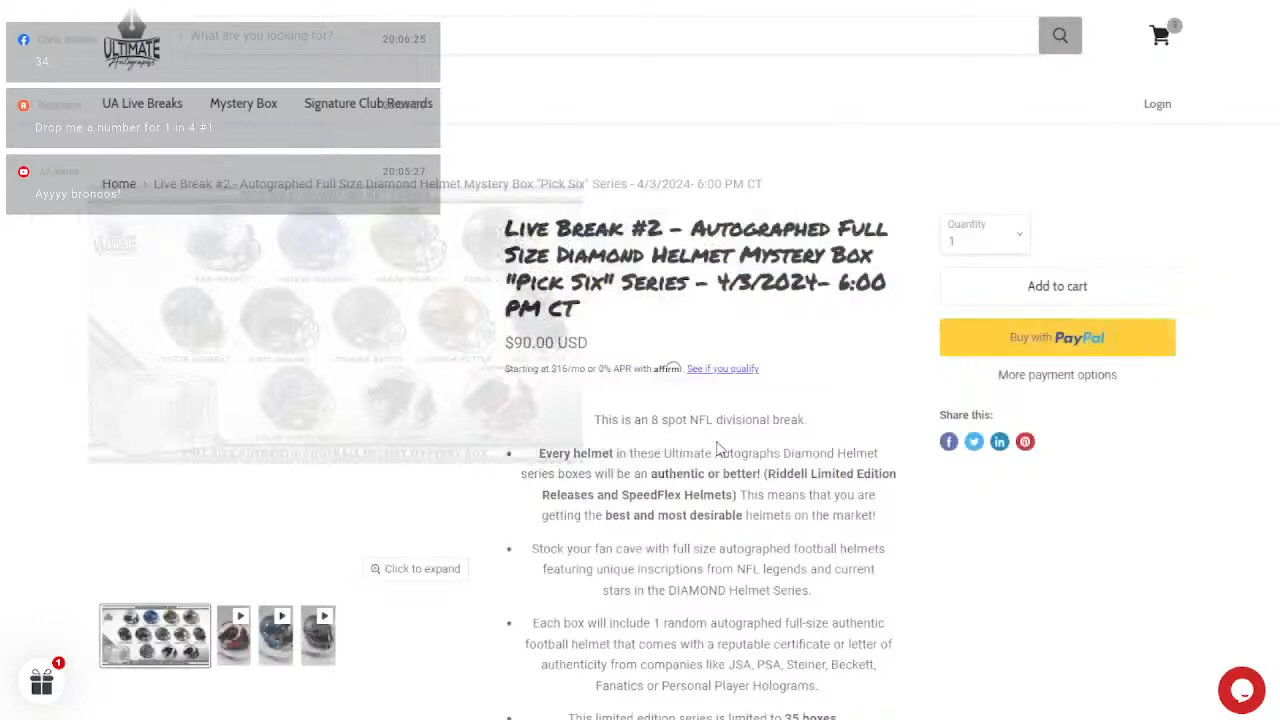 ULTIMATE
Autographs
What are you looking for?
20:06:25
34
UA Live Breaks
Mystery Box
Signature Club Rewards
Login
Drop me a number for 1 in 4 #1
20:05:27
Ayyyy broncos!
Home › Live Break #2 - Autographed Full Size Diamond Helmet Mystery Box "Pick Six" Series - 4/3/2024- 6:00 PM CT
Live Break #2 - Autographed Full
Size Diamond Helmet Mystery Box
"Pick Six" Series - 4/3/2024- 6:00
PM CT
$90.00 USD
Starting at $16/mo or 0% APR with affirm. See if you qualify
This is an 8 spot NFL divisional break.
• Every helmet in these Ultimate Autographs Diamond Helmet
series boxes will be an authentic or better! (Riddell Limited Edition
Releases and SpeedFlex Helmets) This means that you are
getting the best and most desirable helmets on the market!
• Stock your fan cave with full size autographed football helmets
featuring unique inscriptions from NFL legends and current
stars in the DIAMOND Helmet Series.
• Each box will include 1 random autographed full-size authentic
football helmet that comes with a reputable certificate or letter of
authenticity from companies like JSA, PSA, Steiner, Beckett,
Fanatics or Personal Player Holograms.
• This limited edition series is limited to 35 boxes
Quantity
1
Add to cart
Buy with PayPal
More payment options
Share this:
Click to expand
1